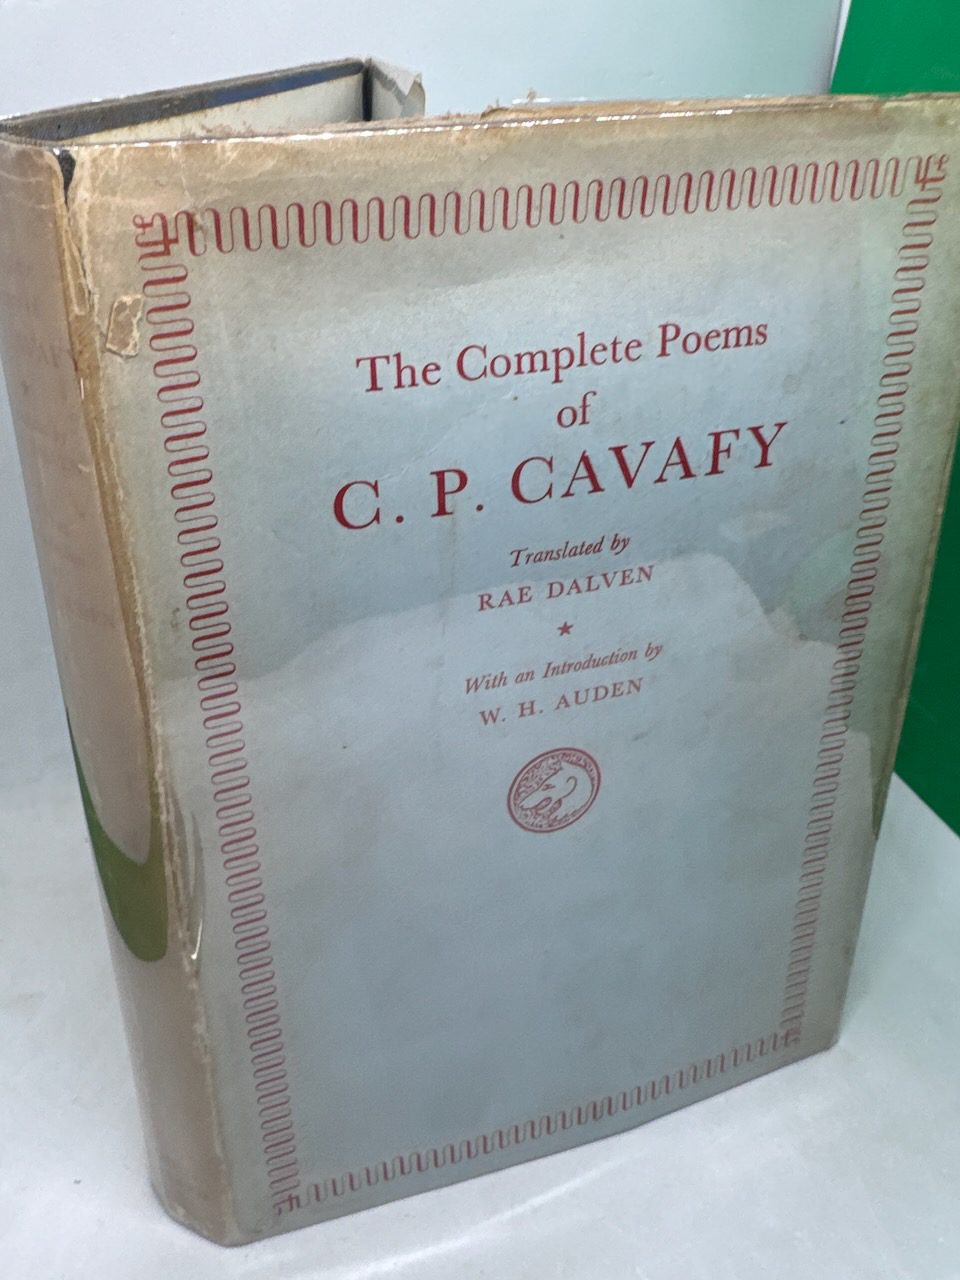 The Complete Poems
of
C. P. CAVAFY
Translated by
RAE DALVEN
★
With an Introduction by
W. H. AUDEN